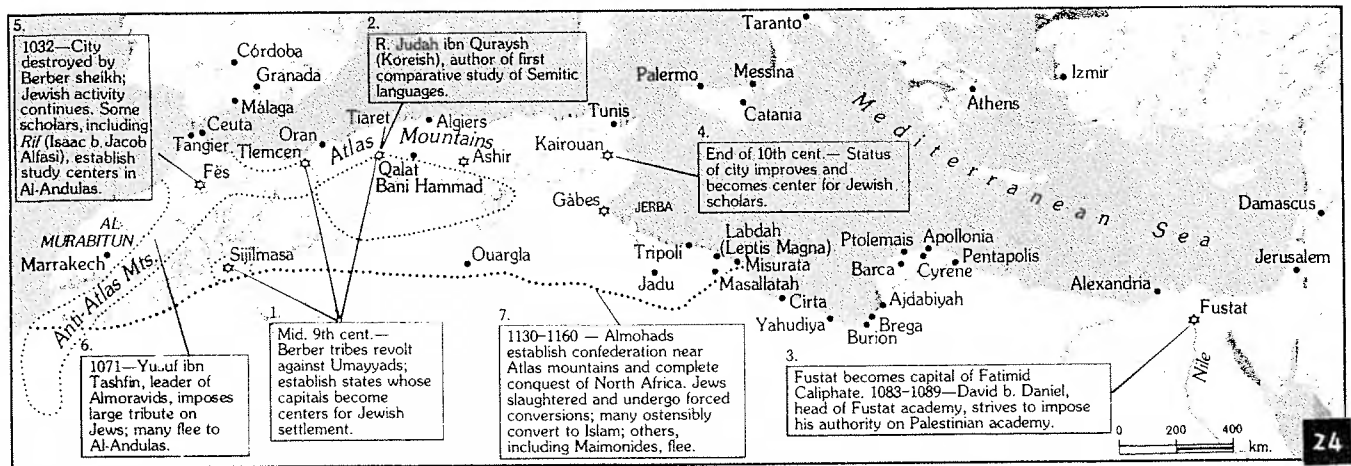 5.
1032—City
destroyed by
Berber sheikh;
Jewish activity
continues. Some
scholars, including
Rif (Isaac b. Jacob
Alfasi), establish
study centers in
Al-Andulas.
2.
R. Judah ibn Quraysh
(Koreish), author of first
comparative study of Semitic
languages.
Taranto
Córdoba
Granada
Málaga
Ceuta
Tangier
Oran
Tlemcen
Tiaret
Algiers
Atlas Mountains
Ashir
Qalat
Bani Hammad
Fès
Tunis
Kairouan
Palermo
Messina
Catania
Athens
Izmir
Mediterranean Sea
4.
End of 10th cent.— Status
of city improves and
becomes center for Jewish
scholars.
Gàbes
JERBA
Damascus
Jerusalem
AL-
MURABITUN
Marrakech
Anti-Atlas Mts.
Sijilmasa
Ouargla
Tripoli
Jadu
Labdah
(Leptis Magna)
Misurata
Masallatah
Cirta
Yahudiya
Ptolemais
Barca
Apollonia
Cyrene
Pentapolis
Ajdabiyah
Brega
Burion
Alexandria
Fustat
Nile
6.
1071—Yusuf ibn
Tashfin, leader of
Almoravids, imposes
large tribute on
Jews; many flee to
Al-Andulas.
1.
Mid. 9th cent.—
Berber tribes revolt
against Umayyads;
establish states whose
capitals become
centers for Jewish
settlement.
7.
1130–1160 — Almohads
establish confederation near
Atlas mountains and complete
conquest of North Africa. Jews
slaughtered and undergo forced
conversions; many ostensibly
convert to Islam; others,
including Maimonides, flee.
3.
Fustat becomes capital of Fatimid
Caliphate. 1083–1089—David b. Daniel,
head of Fustat academy, strives to impose
his authority on Palestinian academy.
0 200 400
km.
24